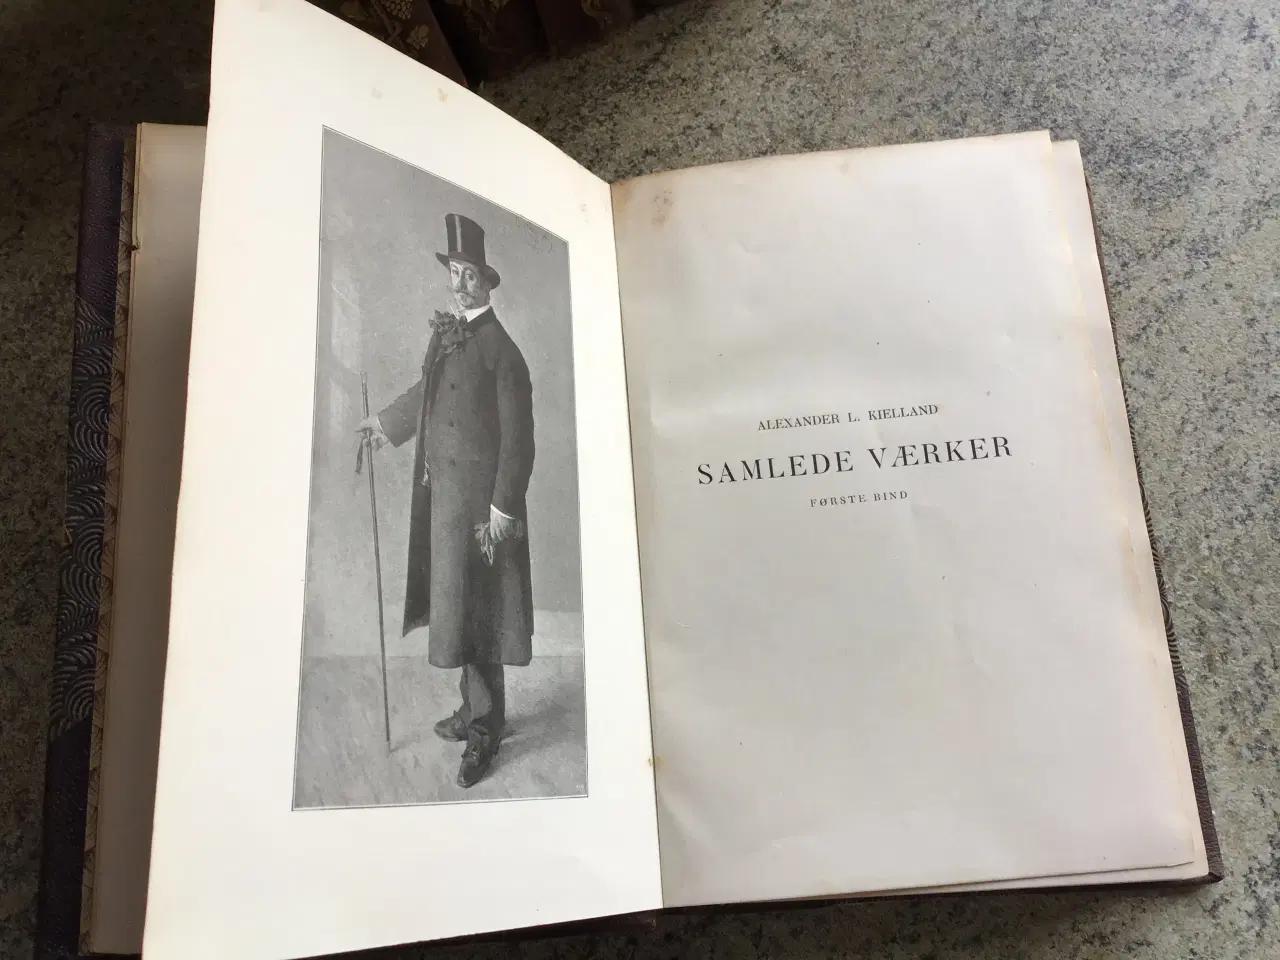 ALEXANDER L. KIELLAND
SAMLEDE VÆRKER
FØRSTE BIND